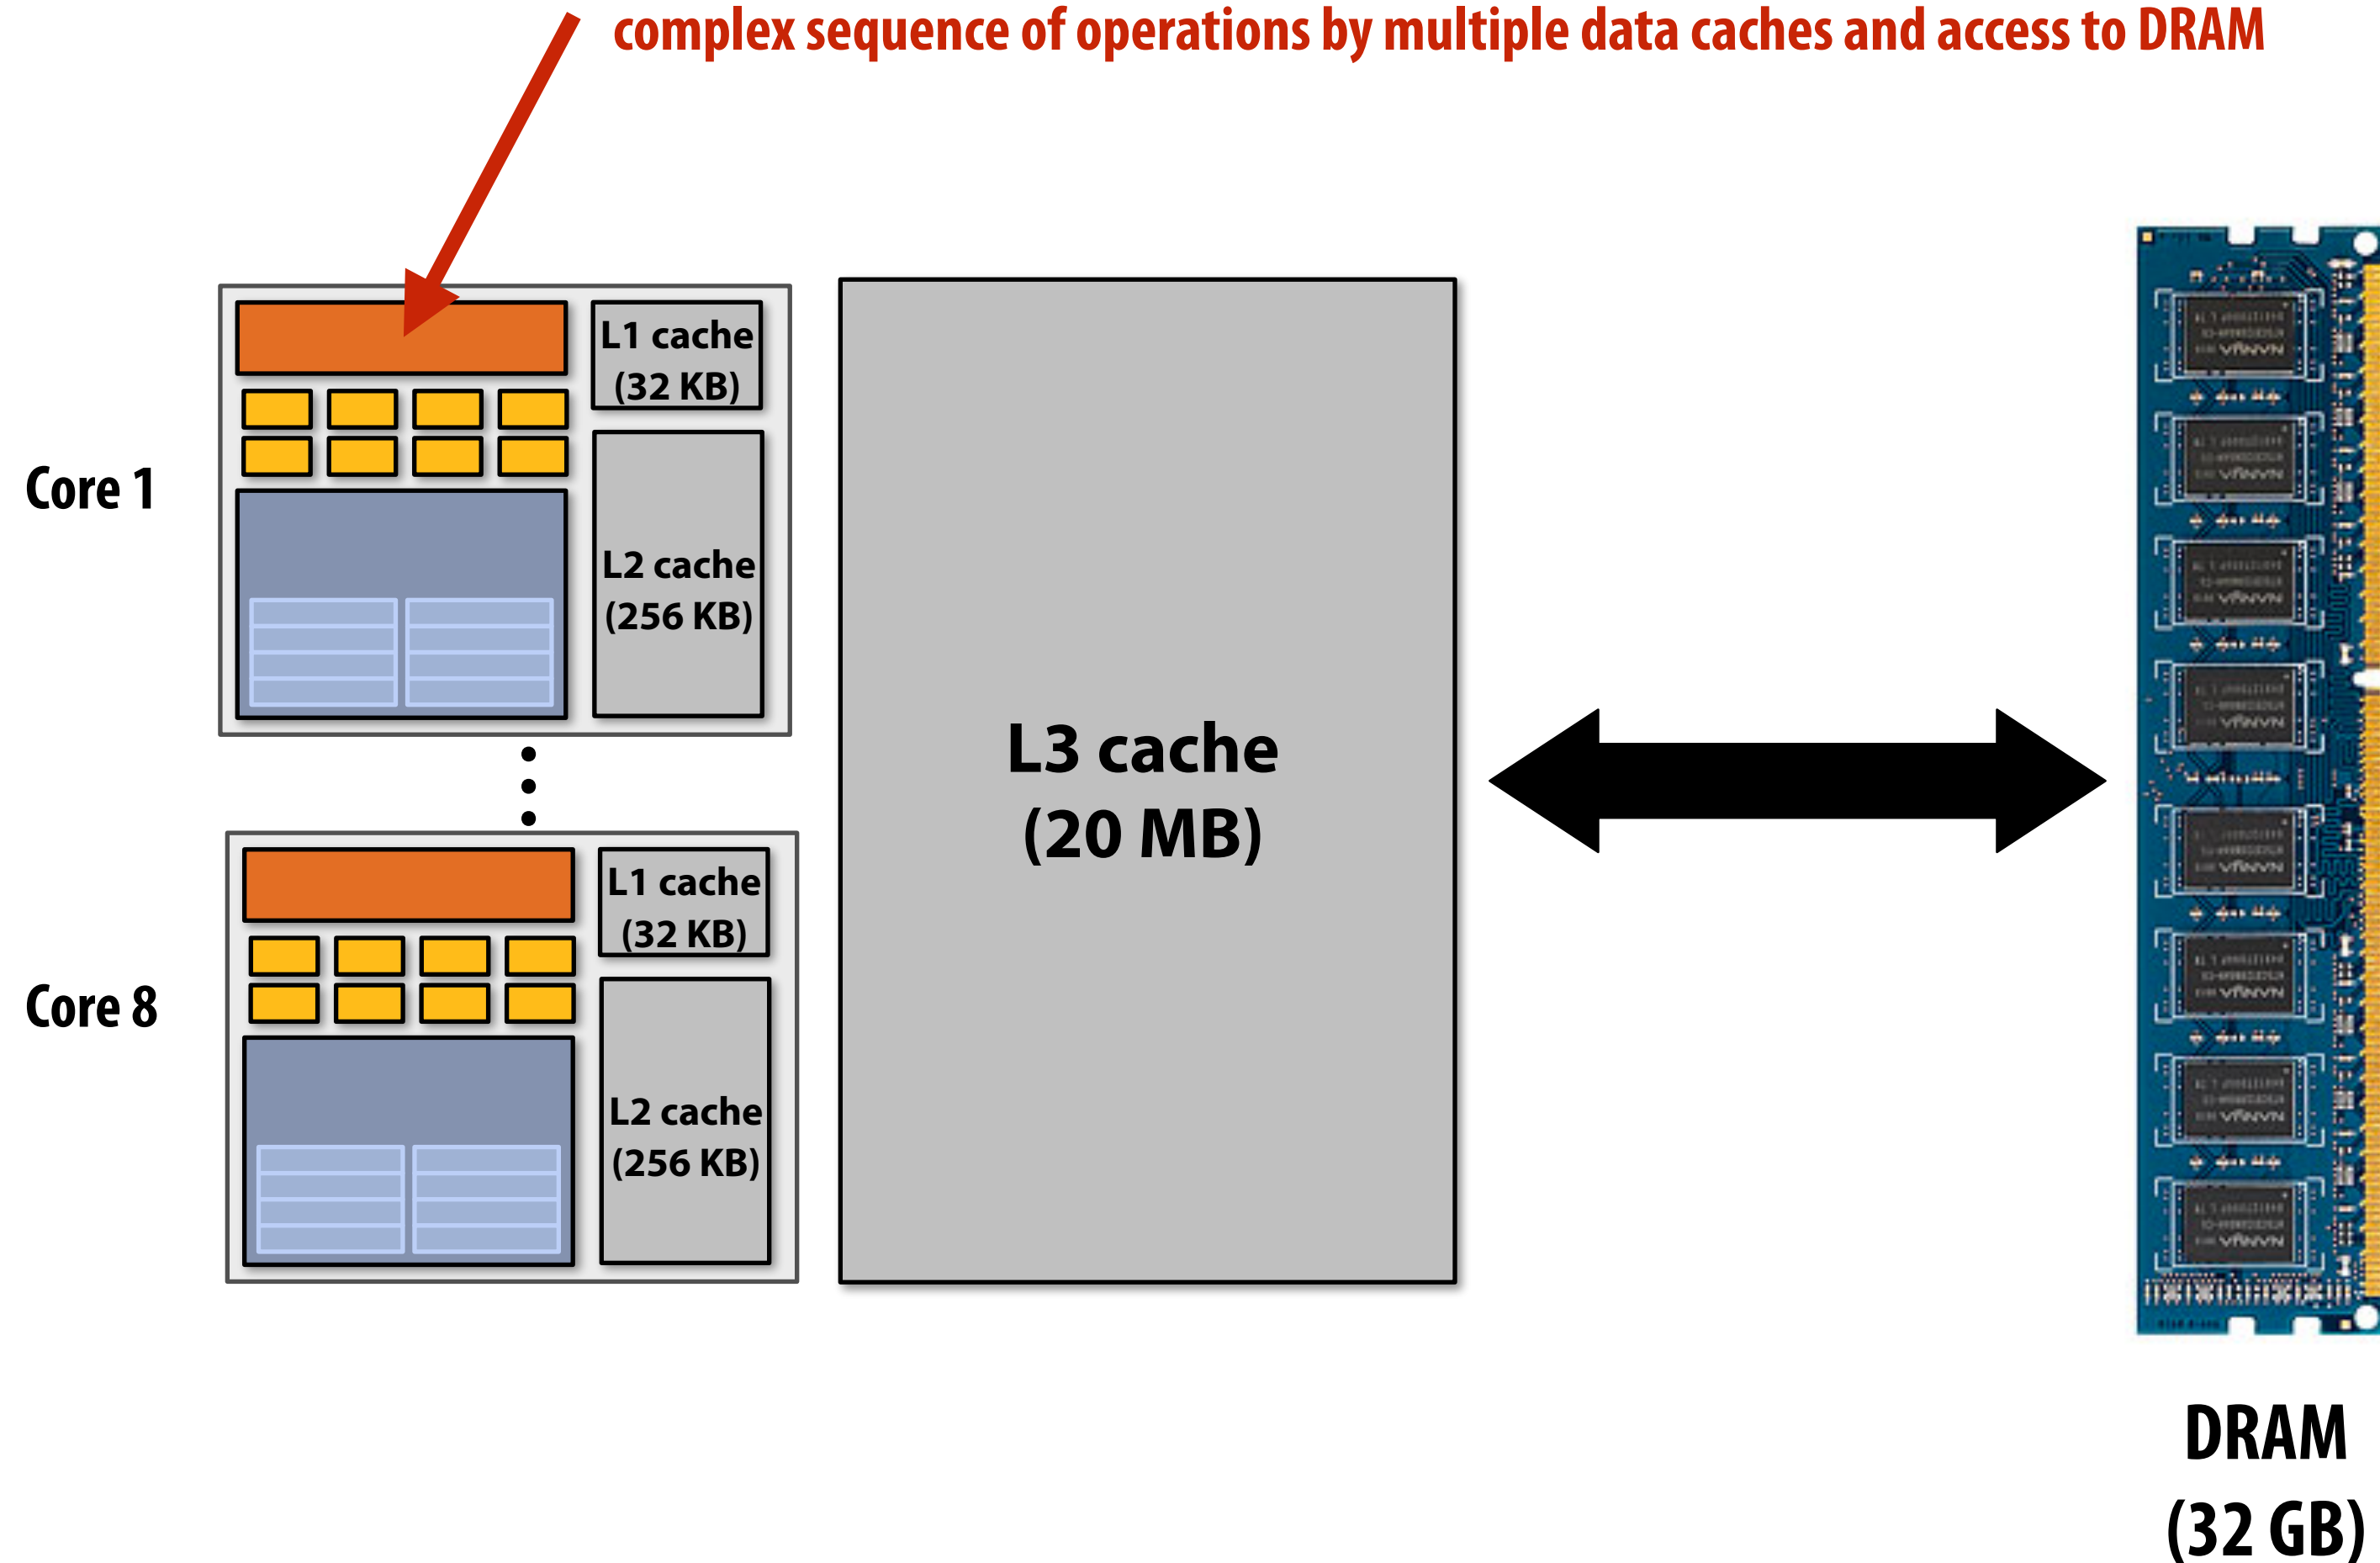 complex sequence of operations by multiple data caches and access to DRAM
L1 cache
(32 KB)
Core 1
L2 cache
(256 KB)
L3 cache
(20 MB)
L1 cache
(32 KB)
Core 8
L2 cache
(256 KB)
DRAM
(32 GB)